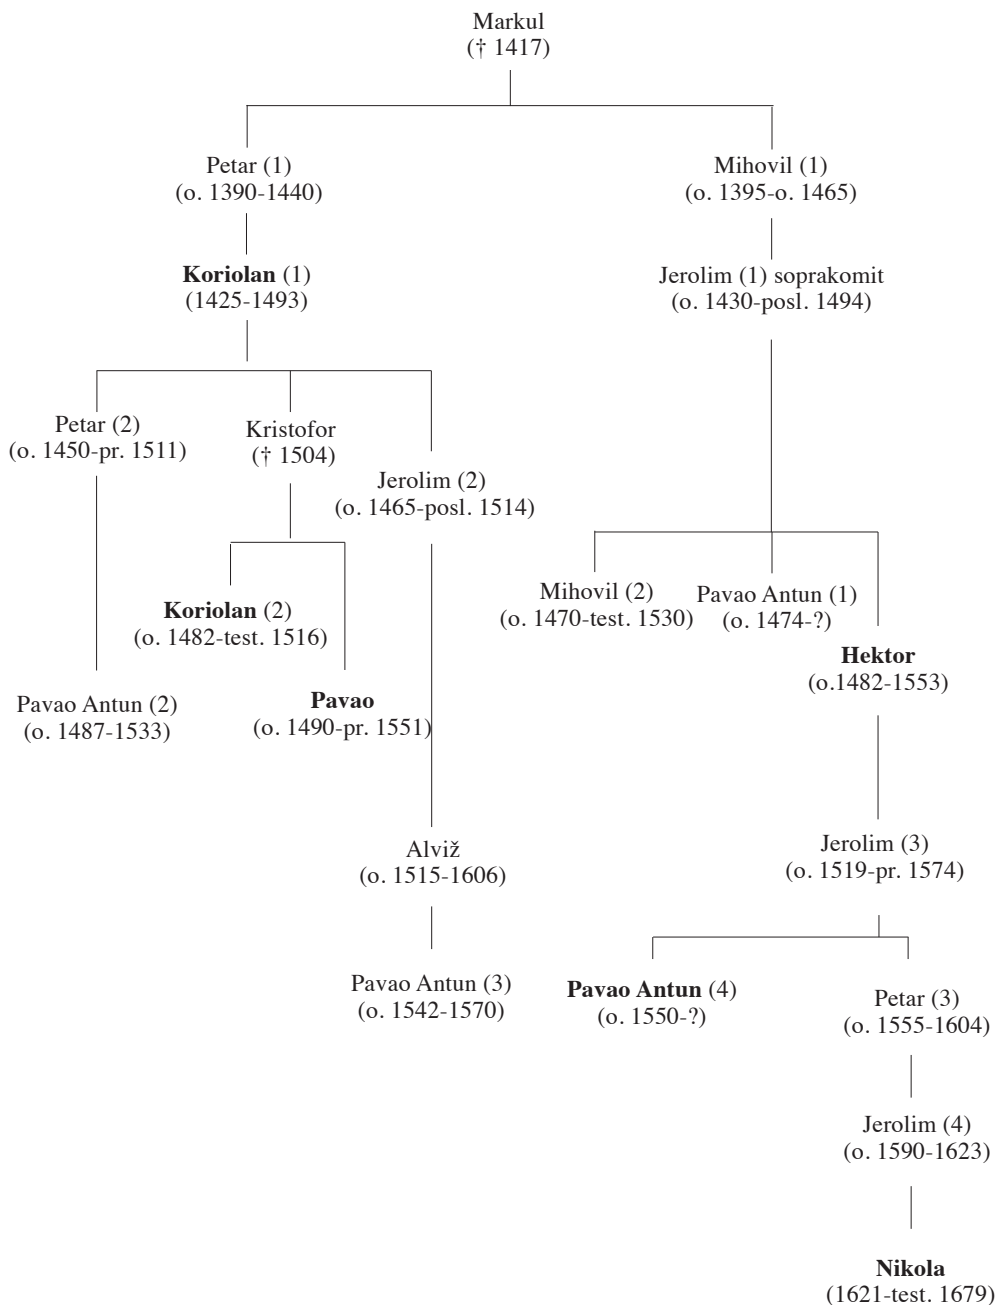 Markul
(† 1417)
Petar (1)
(o. 1390-1440)
Mihovil (1)
(o. 1395-o. 1465)
Koriolan (1)
(1425-1493)
Jerolim (1) soprakomit
(o. 1430-posl. 1494)
Petar (2)
(o. 1450-pr. 1511)
Kristofor
(† 1504)
Jerolim (2)
(o. 1465-posl. 1514)
Mihovil (2)
(o. 1470-test. 1530)
Pavao Antun (1)
(o. 1474-?)
Koriolan (2)
(o. 1482-test. 1516)
Hektor
(o.1482-1553)
Pavao Antun (2)
(o. 1487-1533)
Pavao
(o. 1490-pr. 1551)
Alviž
(o. 1515-1606)
Jerolim (3)
(o. 1519-pr. 1574)
Pavao Antun (3)
(o. 1542-1570)
Pavao Antun (4)
(o. 1550-?)
Petar (3)
(o. 1555-1604)
Jerolim (4)
(o. 1590-1623)
Nikola
(1621-test. 1679)